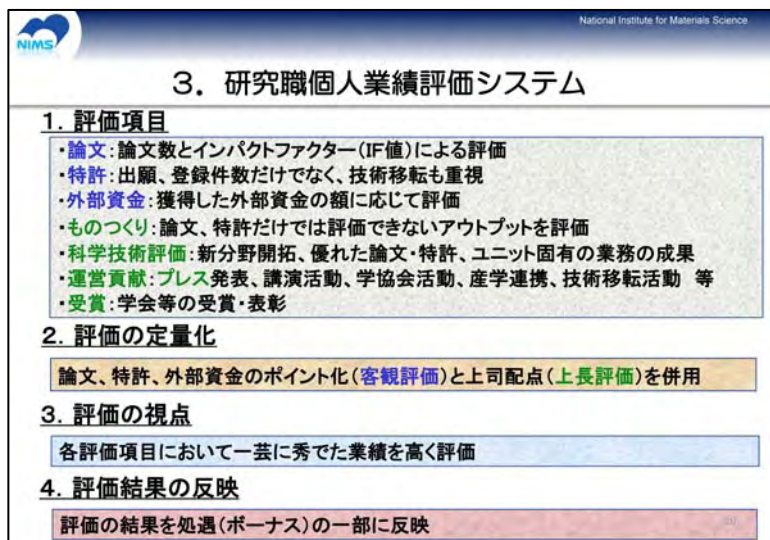 National Institute for Materials Science
NIMS
3. 研究職個人業績評価システム
1. 評価項目
・論文:論文数とインパクトファクター(IF値)による評価
・特許:出願、登録件数だけでなく、技術移転も重視
・外部資金:獲得した外部資金の額に応じて評価
・ものつくり:論文、特許だけでは評価できないアウトプットを評価
・科学技術評価:新分野開拓、優れた論文・特許、ユニット固有の業務の成果
・運営貢献:プレス発表、講演活動、学協会活動、産学連携、技術移転活動 等
・受賞:学会等の受賞・表彰
2. 評価の定量化
論文、特許、外部資金のポイント化(客観評価)と上司配点(上長評価)を併用
3. 評価の視点
各評価項目において一芸に秀でた業績を高く評価
4. 評価結果の反映
評価の結果を処遇(ボーナス)の一部に反映